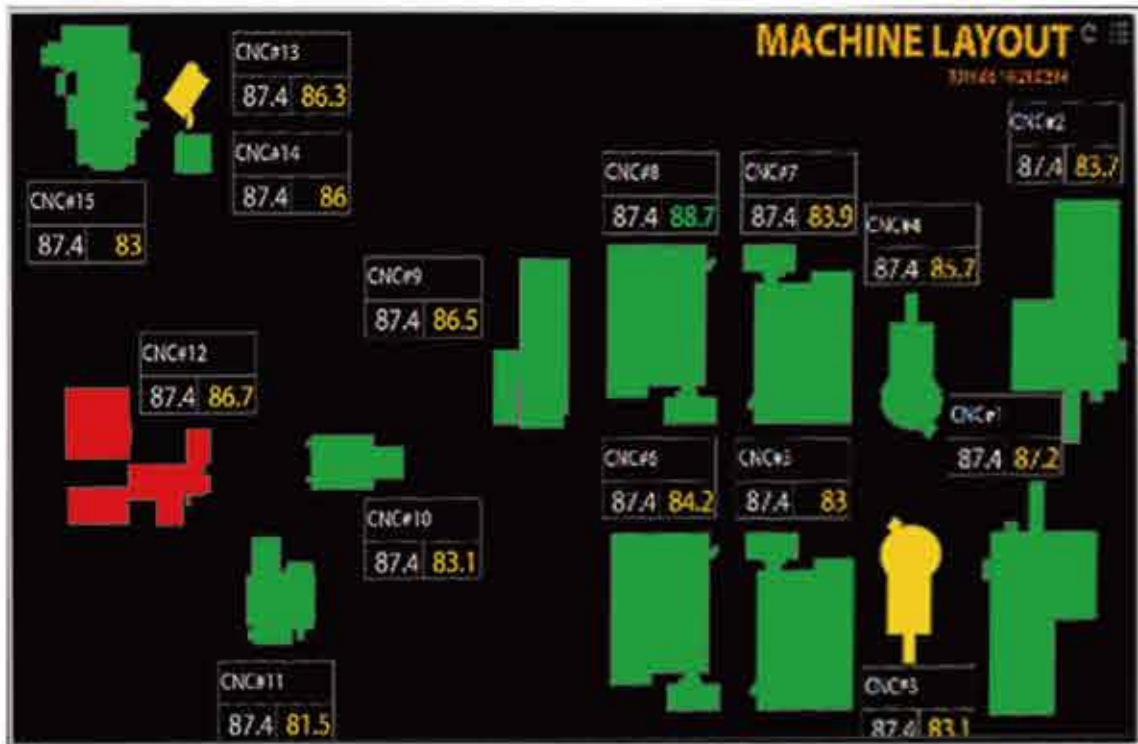 MACHINE LAYOUT
CNC#13
87.4 86.3
CNC#14
87.4 86
CNC#15
87.4 83
CNC#2
87.4 83.7
CNC#8
87.4 88.7
CNC#7
87.4 83.9
CNC#4
87.4 85.7
CNC#9
87.4 86.5
CNC#12
87.4 86.7
CNC#1
87.4 87.2
CNC#6
87.4 84.2
87.4 83
CNC#10
87.4 83.1
CNC#11
87.4 81.5
CNC#3
87.4 83.1